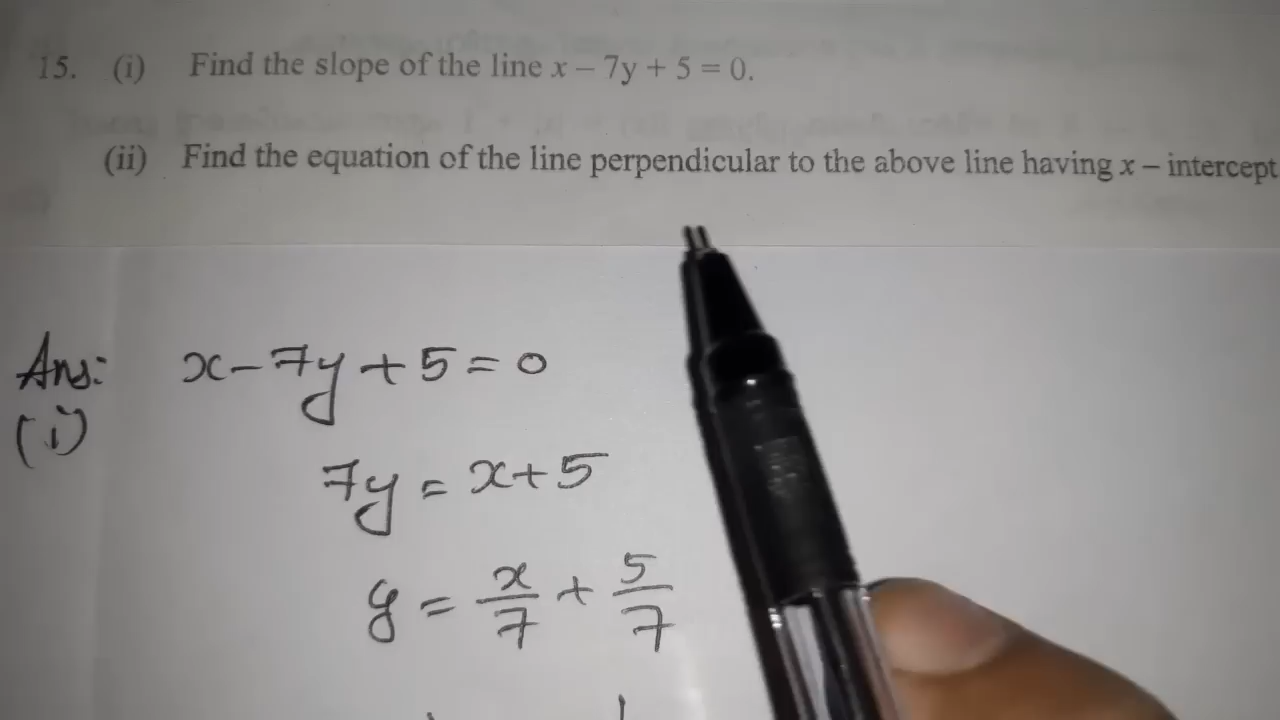 15. (i) Find the slope of the line x – 7y + 5 = 0.
(ii) Find the equation of the line perpendicular to the above line having x – intercept
Ans: x - 7y + 5 = 0
(i)
7y = x + 5
y = x/7 + 5/7